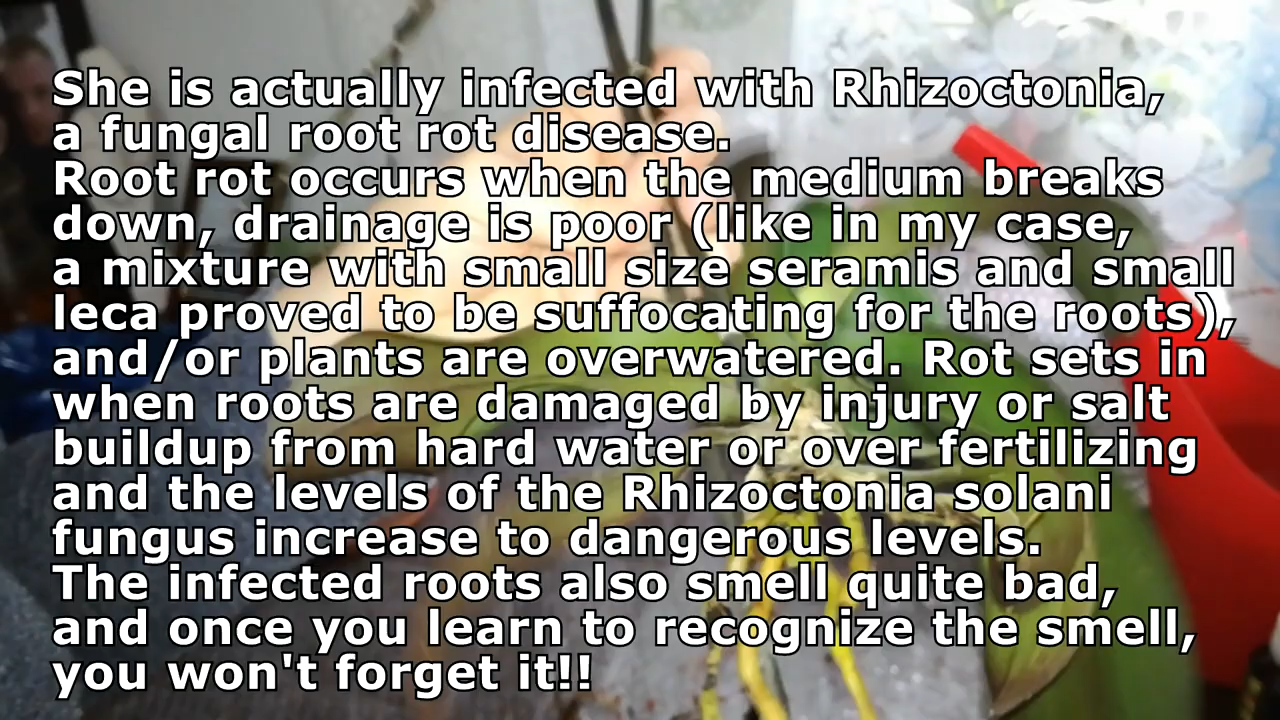 She is actually infected with Rhizoctonia,
a fungal root rot disease.
Root rot occurs when the medium breaks
down, drainage is poor (like in my case,
a mixture with small size seramis and small
leca proved to be suffocating for the roots),
and/or plants are overwatered. Rot sets in
when roots are damaged by injury or salt
buildup from hard water or over fertilizing
and the levels of the Rhizoctonia solani
fungus increase to dangerous levels.
The infected roots also smell quite bad,
and once you learn to recognize the smell,
you won't forget it!!